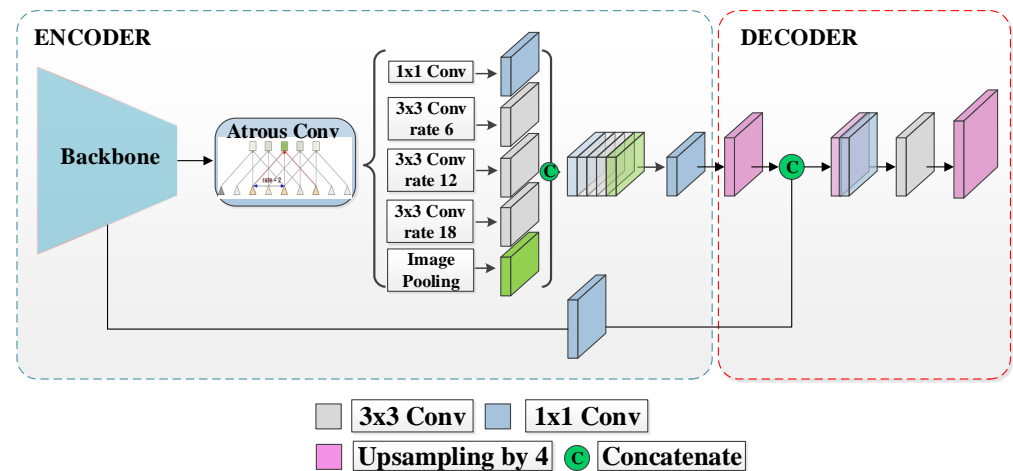 ENCODER
DECODER
Backbone
Atrous Conv
rate = 2
1x1 Conv
3x3 Conv
rate 6
3x3 Conv
rate 12
3x3 Conv
rate 18
Image
Pooling
C
C
3x3 Conv
1x1 Conv
Upsampling by 4
C
Concatenate